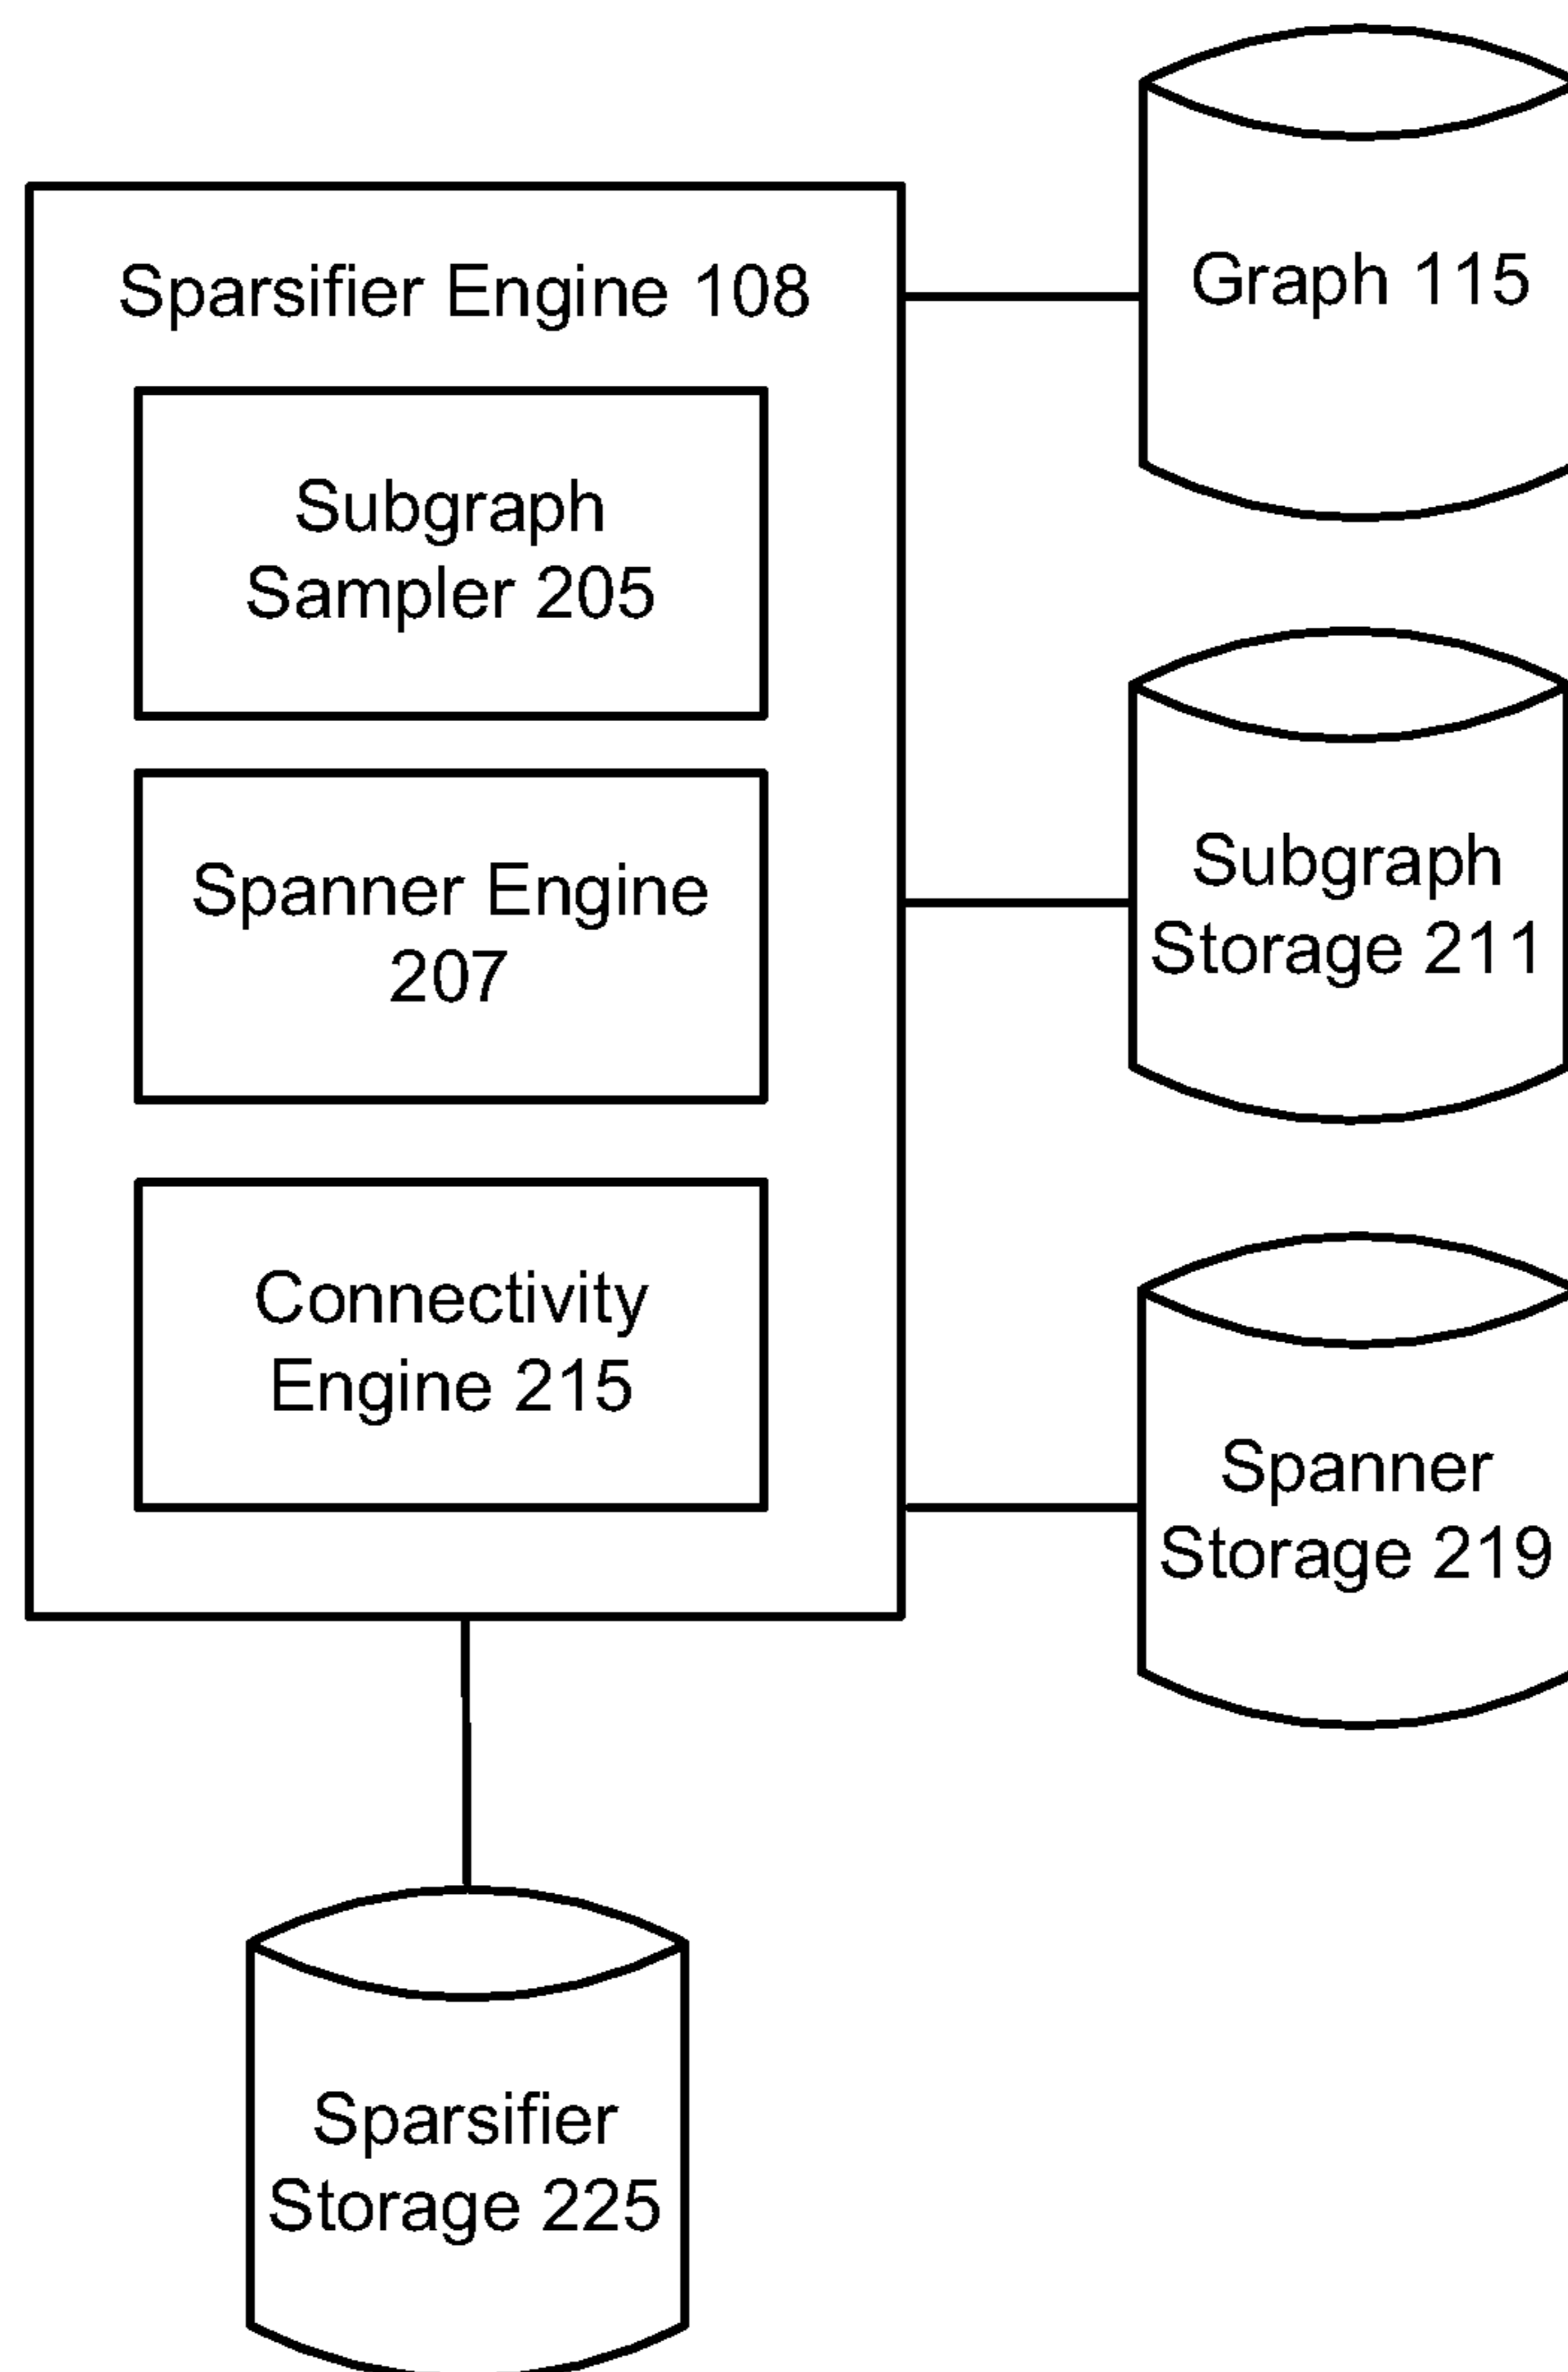 Sparsifier Engine 108
Subgraph
Sampler 205
Spanner Engine
207
Connectivity
Engine 215
Graph 115
Subgraph
Storage 211
Spanner
Storage 219
Sparsifier
Storage 225